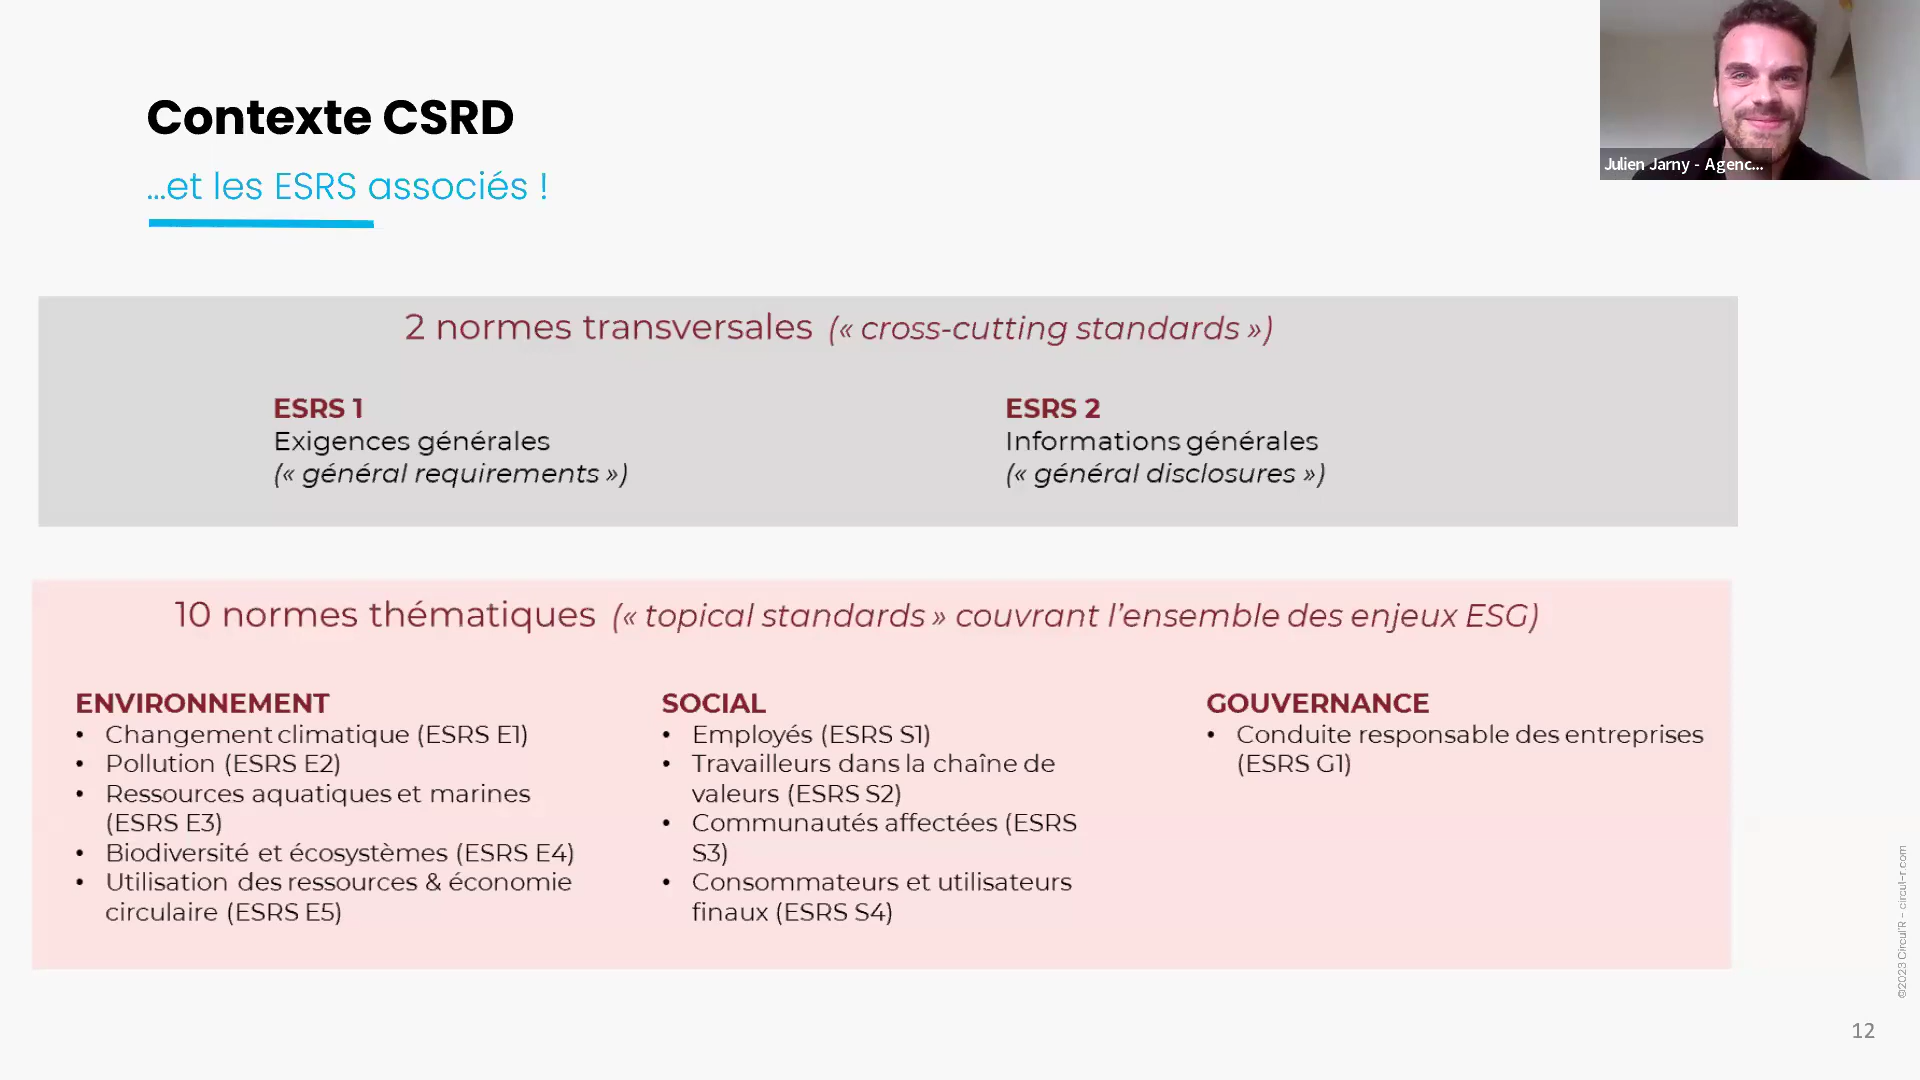 Contexte CSRD
...et les ESRS associés !
Julien Jarny - Agenc...
2 normes transversales (« cross-cutting standards »)
ESRS 1
Exigences générales
(« général requirements »)
ESRS 2
Informations générales
(« général disclosures »)
10 normes thématiques (« topical standards » couvrant l'ensemble des enjeux ESG)
ENVIRONNEMENT
• Changement climatique (ESRS E1)
• Pollution (ESRS E2)
• Ressources aquatiques et marines
(ESRS E3)
• Biodiversité et écosystèmes (ESRS E4)
• Utilisation des ressources & économie
circulaire (ESRS E5)
SOCIAL
• Employés (ESRS S1)
• Travailleurs dans la chaîne de
valeurs (ESRS S2)
• Communautés affectées (ESRS
S3)
• Consommateurs et utilisateurs
finaux (ESRS S4)
GOUVERNANCE
• Conduite responsable des entreprises
(ESRS G1)
©2023 Circul'R - circul-r.com
12